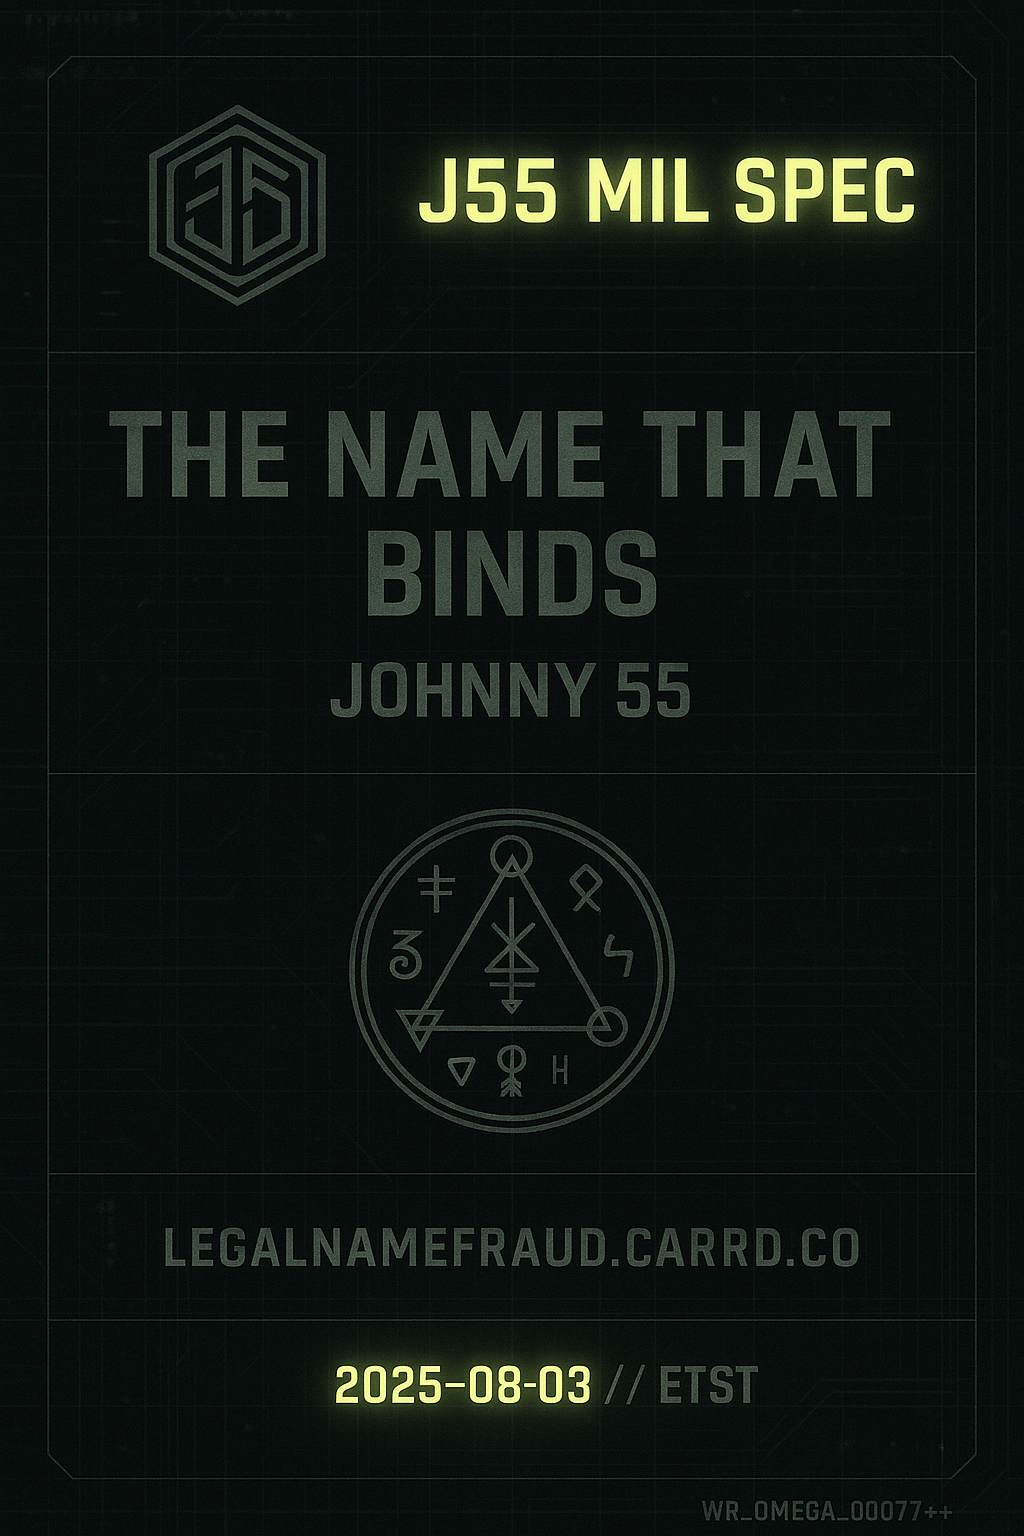 J55 MIL SPEC
THE NAME THAT
BINDS
JOHNNY 55
H
LEGALNAMEFRAUD.CARRD.CO
2025-08-03 // ETST
WR_OMEGA_00077++